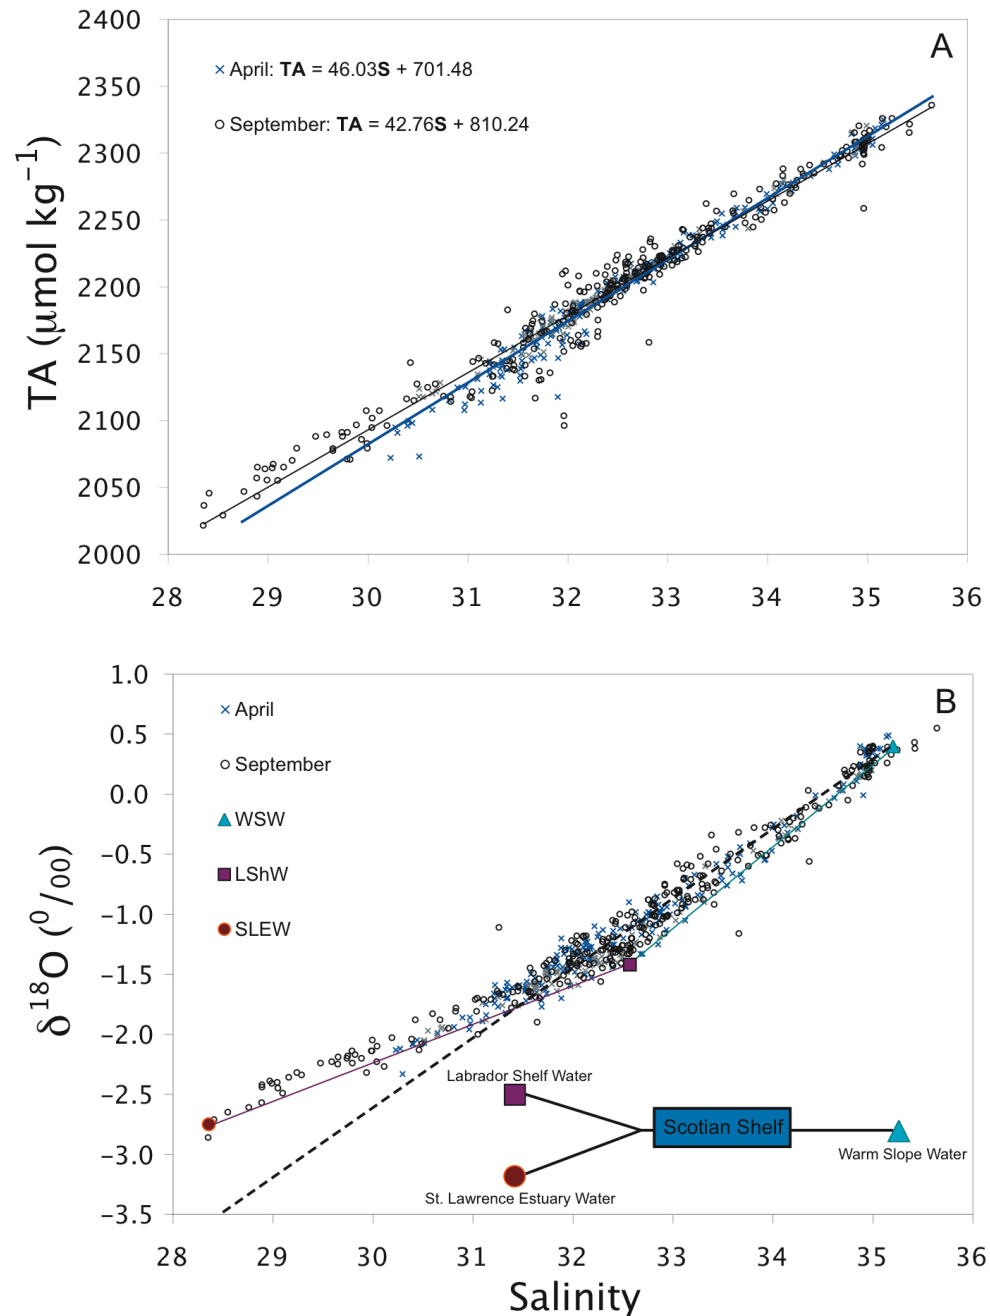 2400
2350
2300
2250
2200
2150
2100
2050
2000
TA (μmol kg⁻¹)
A
April: TA = 46.03S + 701.48
September: TA = 42.76S + 810.24
28 29 30 31 32 33 34 35 36
1.0
0.5
0.0
−0.5
−1.0
−1.5
−2.0
−2.5
−3.0
−3.5
δ ¹⁸O (⁰/₀₀)
B
April
September
WSW
LShW
SLEW
Labrador Shelf Water
Scotian Shelf
Warm Slope Water
St. Lawrence Estuary Water
28 29 30 31 32 33 34 35 36
Salinity